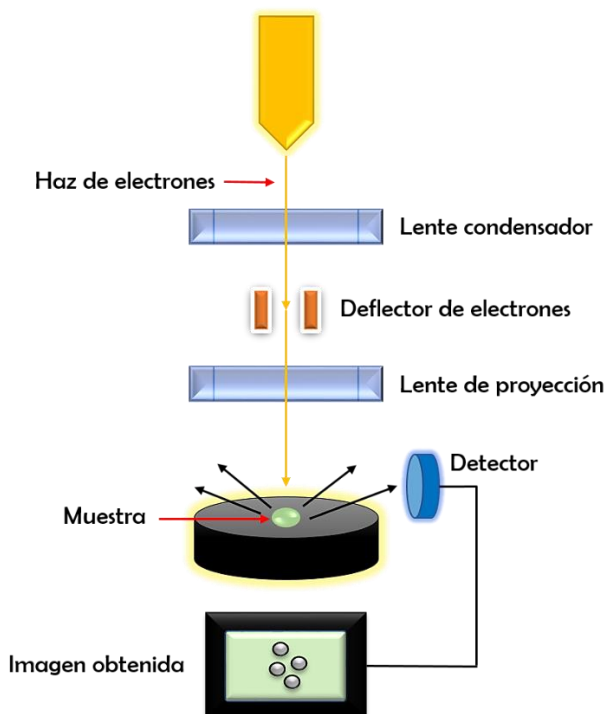 Haz de electrones
Lente condensador
Deflector de electrones
Lente de proyección
Detector
Muestra
Imagen obtenida